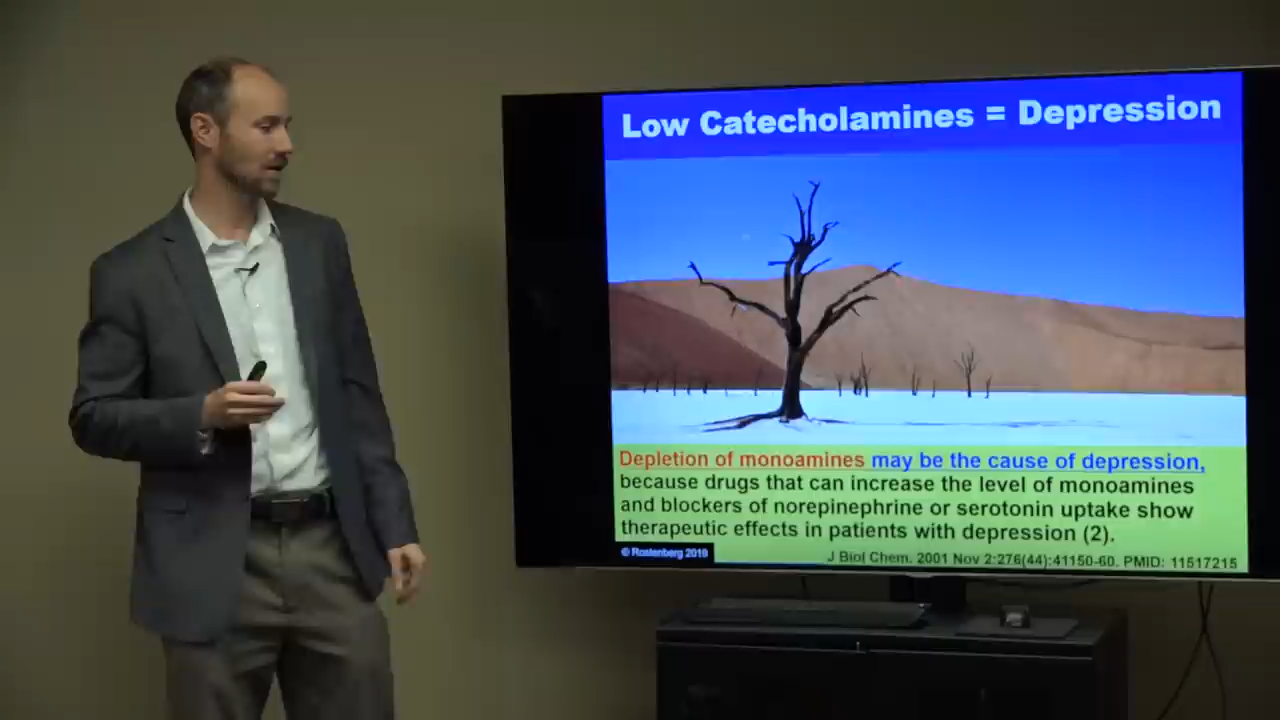 Low Catecholamines = Depression
Depletion of monoamines may be the cause of depression,
because drugs that can increase the level of monoamines
and blockers of norepinephrine or serotonin uptake show
therapeutic effects in patients with depression (2).
© Rostenberg 2019
J Biol Chem. 2001 Nov 2;276(44):41150-60. PMID: 11517215